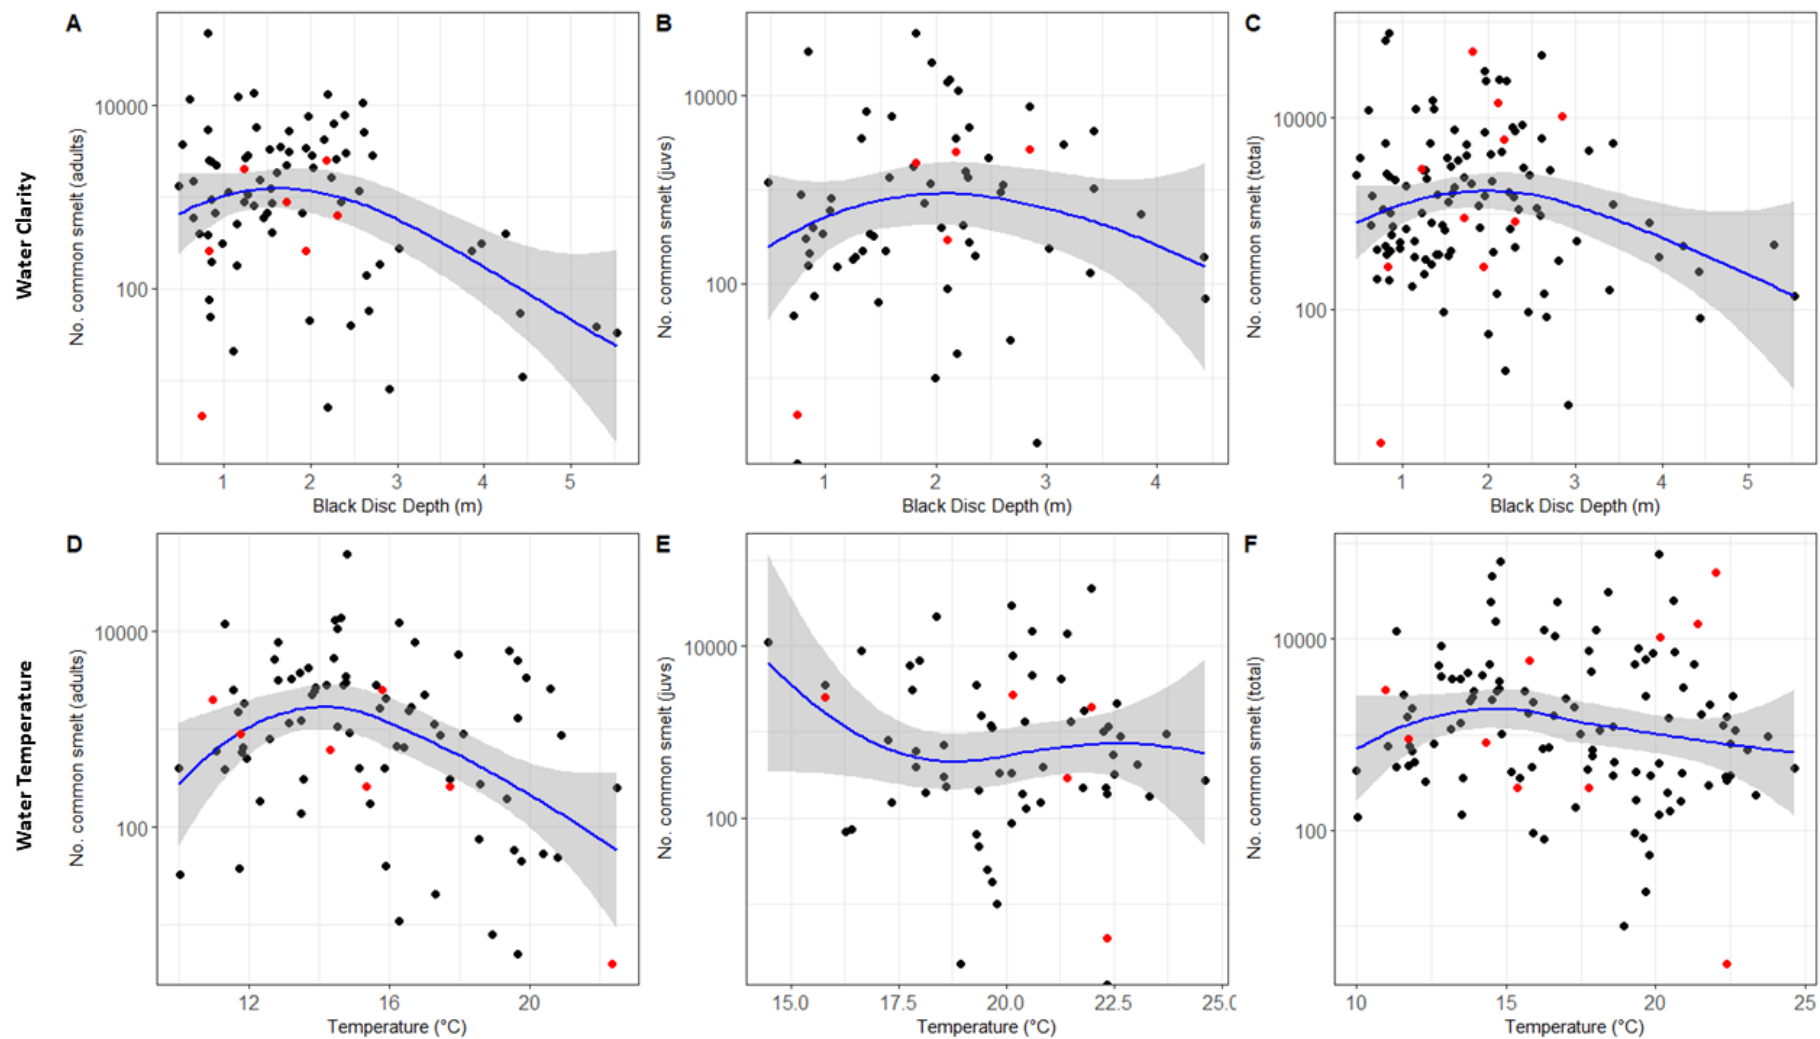 A
B
C
Water Clarity
No. common smelt (adults)
10000
100
1 2 3 4 5
Black Disc Depth (m)
No. common smelt (juvs)
10000
100
1 2 3 4
Black Disc Depth (m)
No. common smelt (total)
10000
100
1 2 3 4 5
Black Disc Depth (m)
D
E
F
Water Temperature
No. common smelt (adults)
10000
100
12 16 20
Temperature (°C)
No. common smelt (juvs)
10000
100
15.0 17.5 20.0 22.5 25.0
Temperature (°C)
No. common smelt (total)
10000
100
10 15 20 25
Temperature (°C)